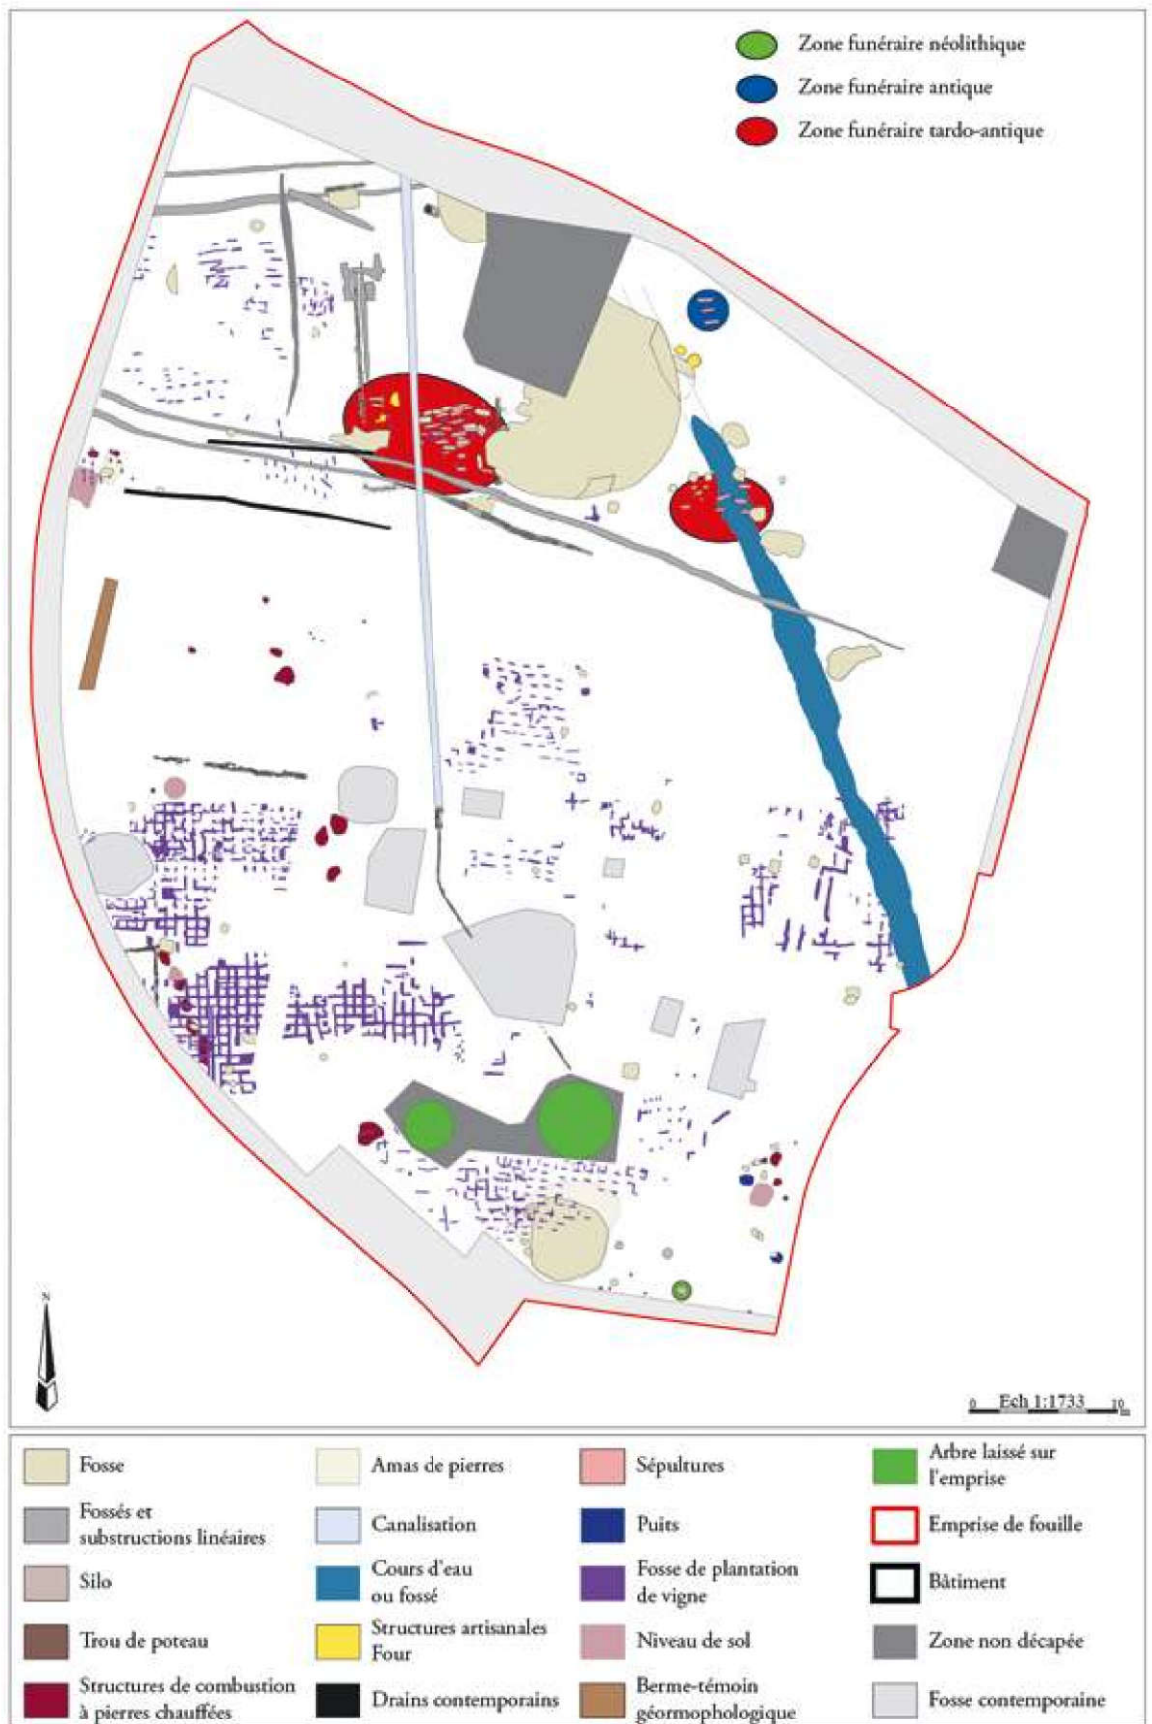 Zone funéraire néolithique
Zone funéraire antique
Zone funéraire tardo-antique
N
0 Ech 1:1733 10
m
Fosse
Amas de pierres
Sépultures
Arbre laissé sur
l'emprise
Fossés et
substructions linéaires
Canalisation
Puits
Emprise de fouille
Silo
Cours d'eau
ou fossé
Fosse de plantation
de vigne
Bâtiment
Trou de poteau
Structures artisanales
Four
Niveau de sol
Zone non décapée
Structures de combustion
à pierres chauffées
Drains contemporains
Berme-témoin
géormophologique
Fosse contemporaine